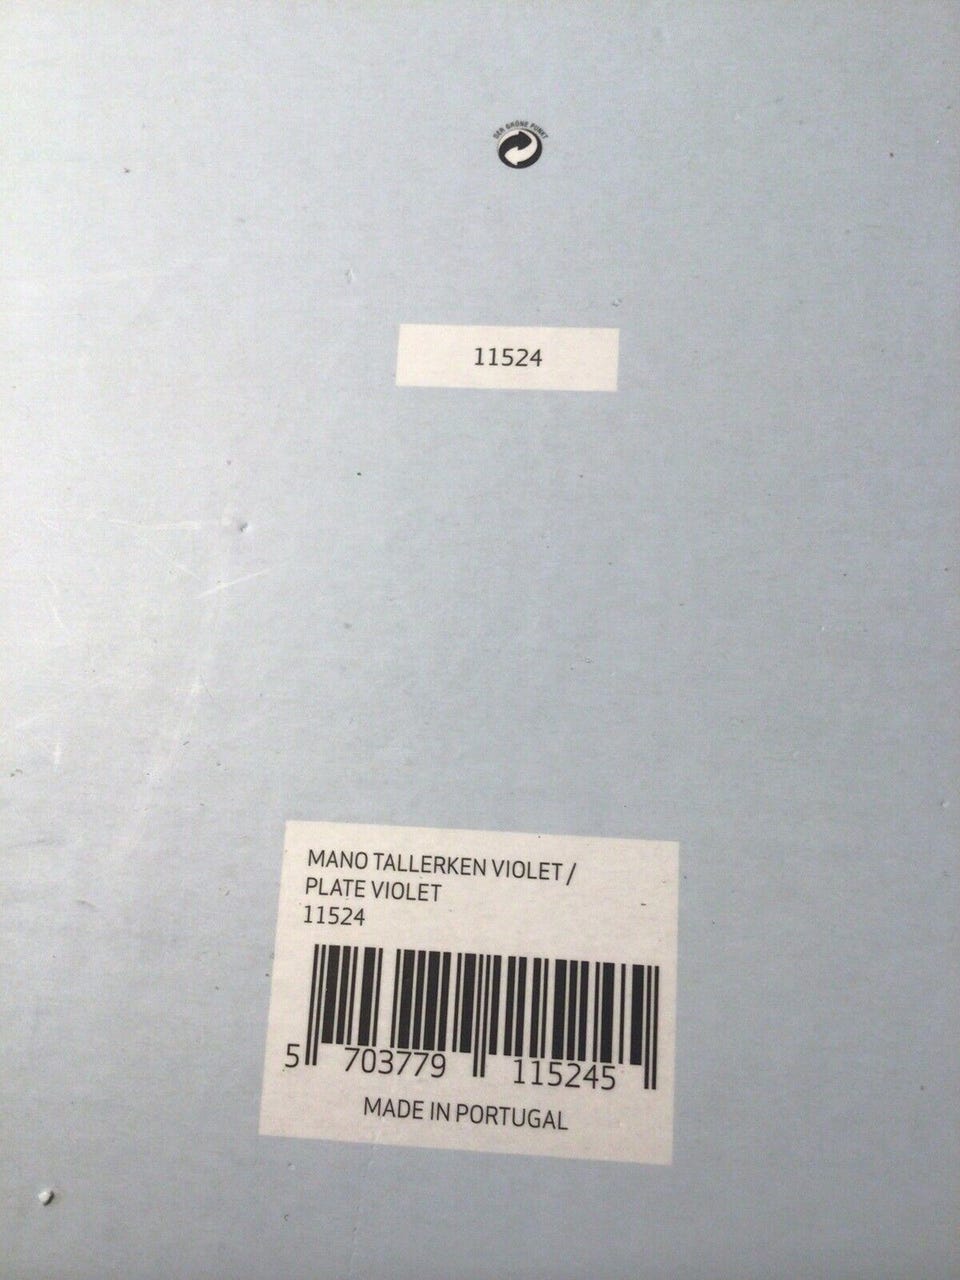 DER GRÜNE PUNKT
11524
MANO TALLERKEN VIOLET /
PLATE VIOLET
11524
5 703779 115245
MADE IN PORTUGAL